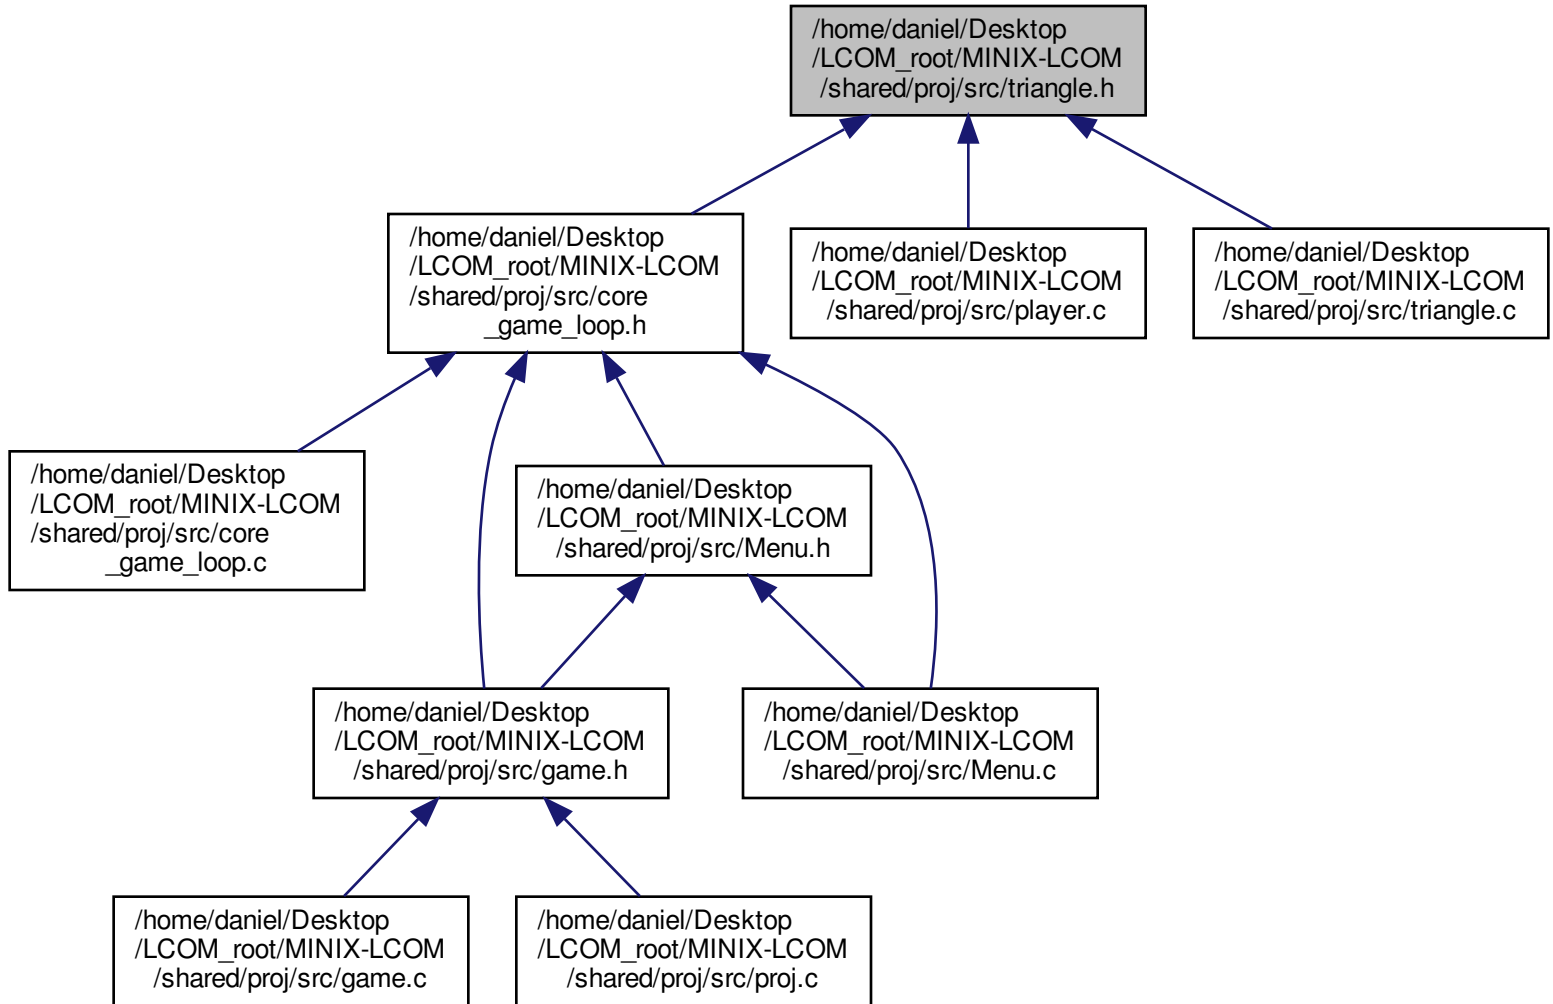 /home/daniel/Desktop
/LCOM_root/MINIX-LCOM
/shared/proj/src/triangle.h
/home/daniel/Desktop
/LCOM_root/MINIX-LCOM
/shared/proj/src/core
_game_loop.h
/home/daniel/Desktop
/LCOM_root/MINIX-LCOM
/shared/proj/src/player.c
/home/daniel/Desktop
/LCOM_root/MINIX-LCOM
/shared/proj/src/triangle.c
/home/daniel/Desktop
/LCOM_root/MINIX-LCOM
/shared/proj/src/core
_game_loop.c
/home/daniel/Desktop
/LCOM_root/MINIX-LCOM
/shared/proj/src/Menu.h
/home/daniel/Desktop
/LCOM_root/MINIX-LCOM
/shared/proj/src/game.h
/home/daniel/Desktop
/LCOM_root/MINIX-LCOM
/shared/proj/src/Menu.c
/home/daniel/Desktop
/LCOM_root/MINIX-LCOM
/shared/proj/src/game.c
/home/daniel/Desktop
/LCOM_root/MINIX-LCOM
/shared/proj/src/proj.c